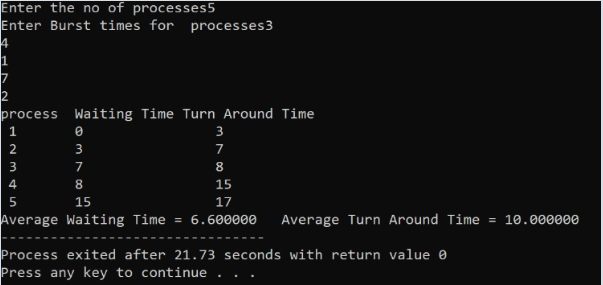 Enter the no of processes5
Enter Burst times for  processes3
4
1
7
2
process  Waiting Time Turn Around Time
 1       0                3
 2       3                7
 3       7                8
 4       8                15
 5       15               17
Average Waiting Time = 6.600000   Average Turn Around Time = 10.000000
--------------------------------
Process exited after 21.73 seconds with return value 0
Press any key to continue . . .